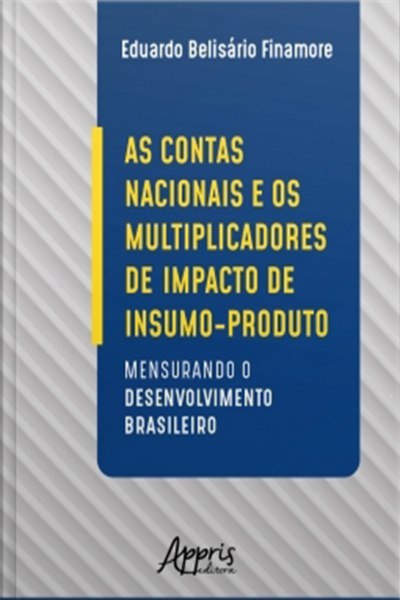 Eduardo Belisário Finamore
AS CONTAS
NACIONAIS E OS
MULTIPLICADORES
DE IMPACTO DE
INSUMO-PRODUTO
MENSURANDO O
DESENVOLVIMENTO
BRASILEIRO
Appris
editora